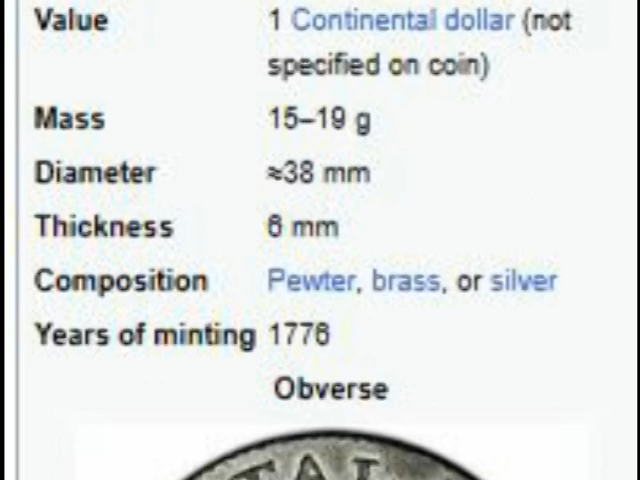 Value 1 Continental dollar (not
specified on coin)
Mass 15–19 g
Diameter ≈38 mm
Thickness 6 mm
Composition Pewter, brass, or silver
Years of minting 1776
Obverse
TAL